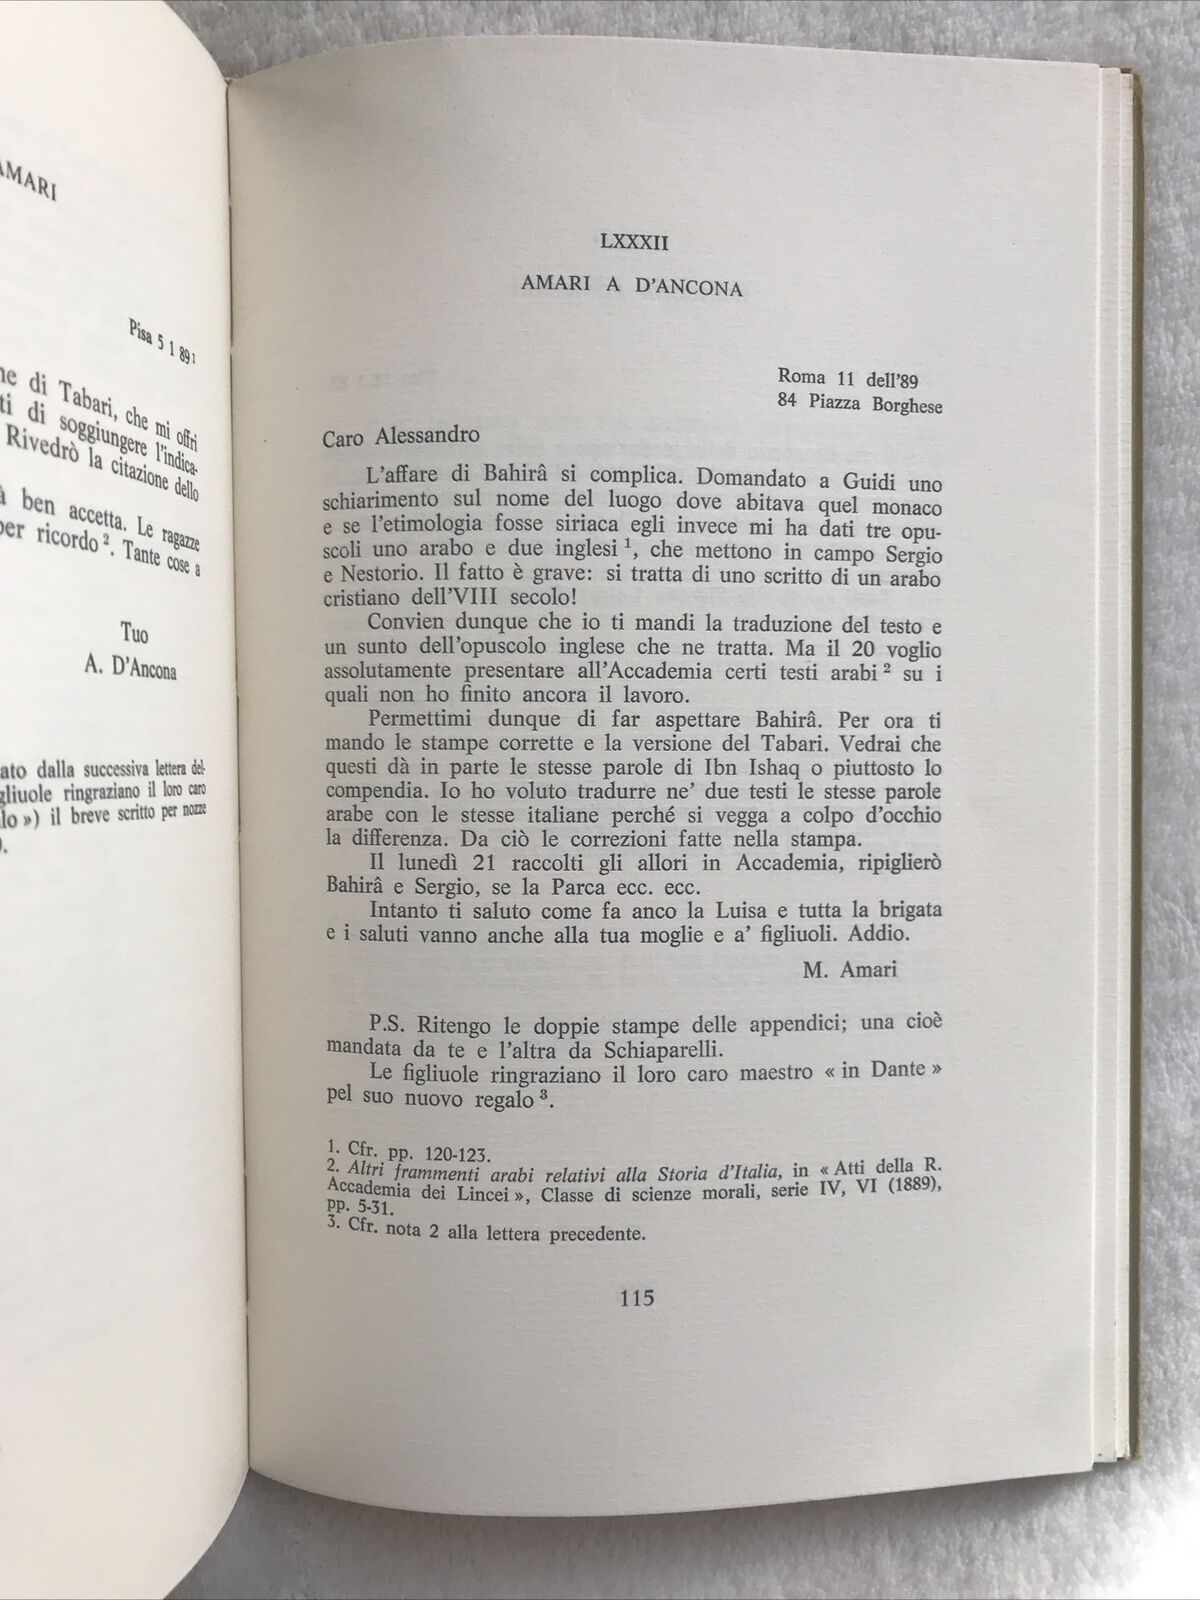 AMARI
Pisa 5 1 89¹
di Tabari, che mi offri
di soggiungere l'indica-
Rivedrò la citazione dello
ben accetta. Le ragazze
per ricordo². Tante cose a
Tuo
A. D'Ancona
dalla successiva lettera del-
ringraziano il loro caro
il breve scritto per nozze
LXXXII
AMARI A D'ANCONA
Roma 11 dell'89
84 Piazza Borghese
Caro Alessandro
L'affare di Bahirâ si complica. Domandato a Guidi uno
schiarimento sul nome del luogo dove abitava quel monaco
e se l'etimologia fosse siriaca egli invece mi ha dati tre opu-
scoli uno arabo e due inglesi¹, che mettono in campo Sergio
e Nestorio. Il fatto è grave: si tratta di uno scritto di un arabo
cristiano dell'VIII secolo!
Convien dunque che io ti mandi la traduzione del testo e
un sunto dell'opuscolo inglese che ne tratta. Ma il 20 voglio
assolutamente presentare all'Accademia certi testi arabi² su i
quali non ho finito ancora il lavoro.
Permettimi dunque di far aspettare Bahirâ. Per ora ti
mando le stampe corrette e la versione del Tabari. Vedrai che
questi dà in parte le stesse parole di Ibn Ishaq o piuttosto lo
compendia. Io ho voluto tradurre ne' due testi le stesse parole
arabe con le stesse italiane perché si vegga a colpo d'occhio
la differenza. Da ciò le correzioni fatte nella stampa.
Il lunedì 21 raccolti gli allori in Accademia, ripiglierò
Bahirâ e Sergio, se la Parca ecc. ecc.
Intanto ti saluto come fa anco la Luisa e tutta la brigata
e i saluti vanno anche alla tua moglie e a' figliuoli. Addio.
M. Amari
P.S. Ritengo le doppie stampe delle appendici; una cioè
mandata da te e l'altra da Schiaparelli.
Le figliuole ringraziano il loro caro maestro « in Dante »
pel suo nuovo regalo³.
1. Cfr. pp. 120-123.
2. Altri frammenti arabi relativi alla Storia d'Italia, in « Atti della R.
Accademia dei Lincei », Classe di scienze morali, serie IV, VI (1889),
pp. 5-31.
3. Cfr. nota 2 alla lettera precedente.
115